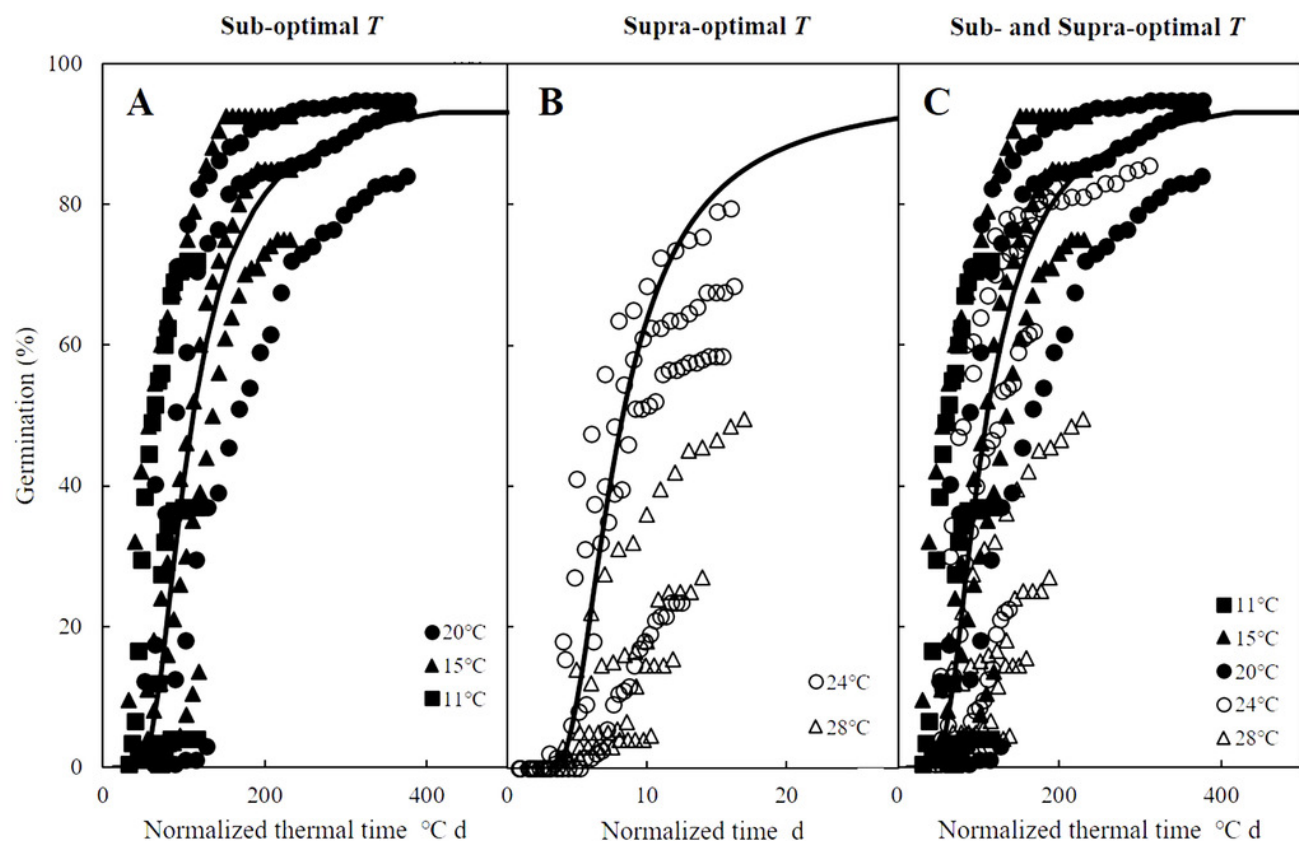 Sub-optimal T
Supra-optimal T
Sub- and Supra-optimal T
100
80
60
40
20
0
Germination (%)
A
B
C
20°C
15°C
11°C
24°C
28°C
11°C
15°C
20°C
24°C
28°C
0 200 400
0 10 20
0 200 400
Normalized thermal time °C d
Normalized time d
Normalized thermal time °C d